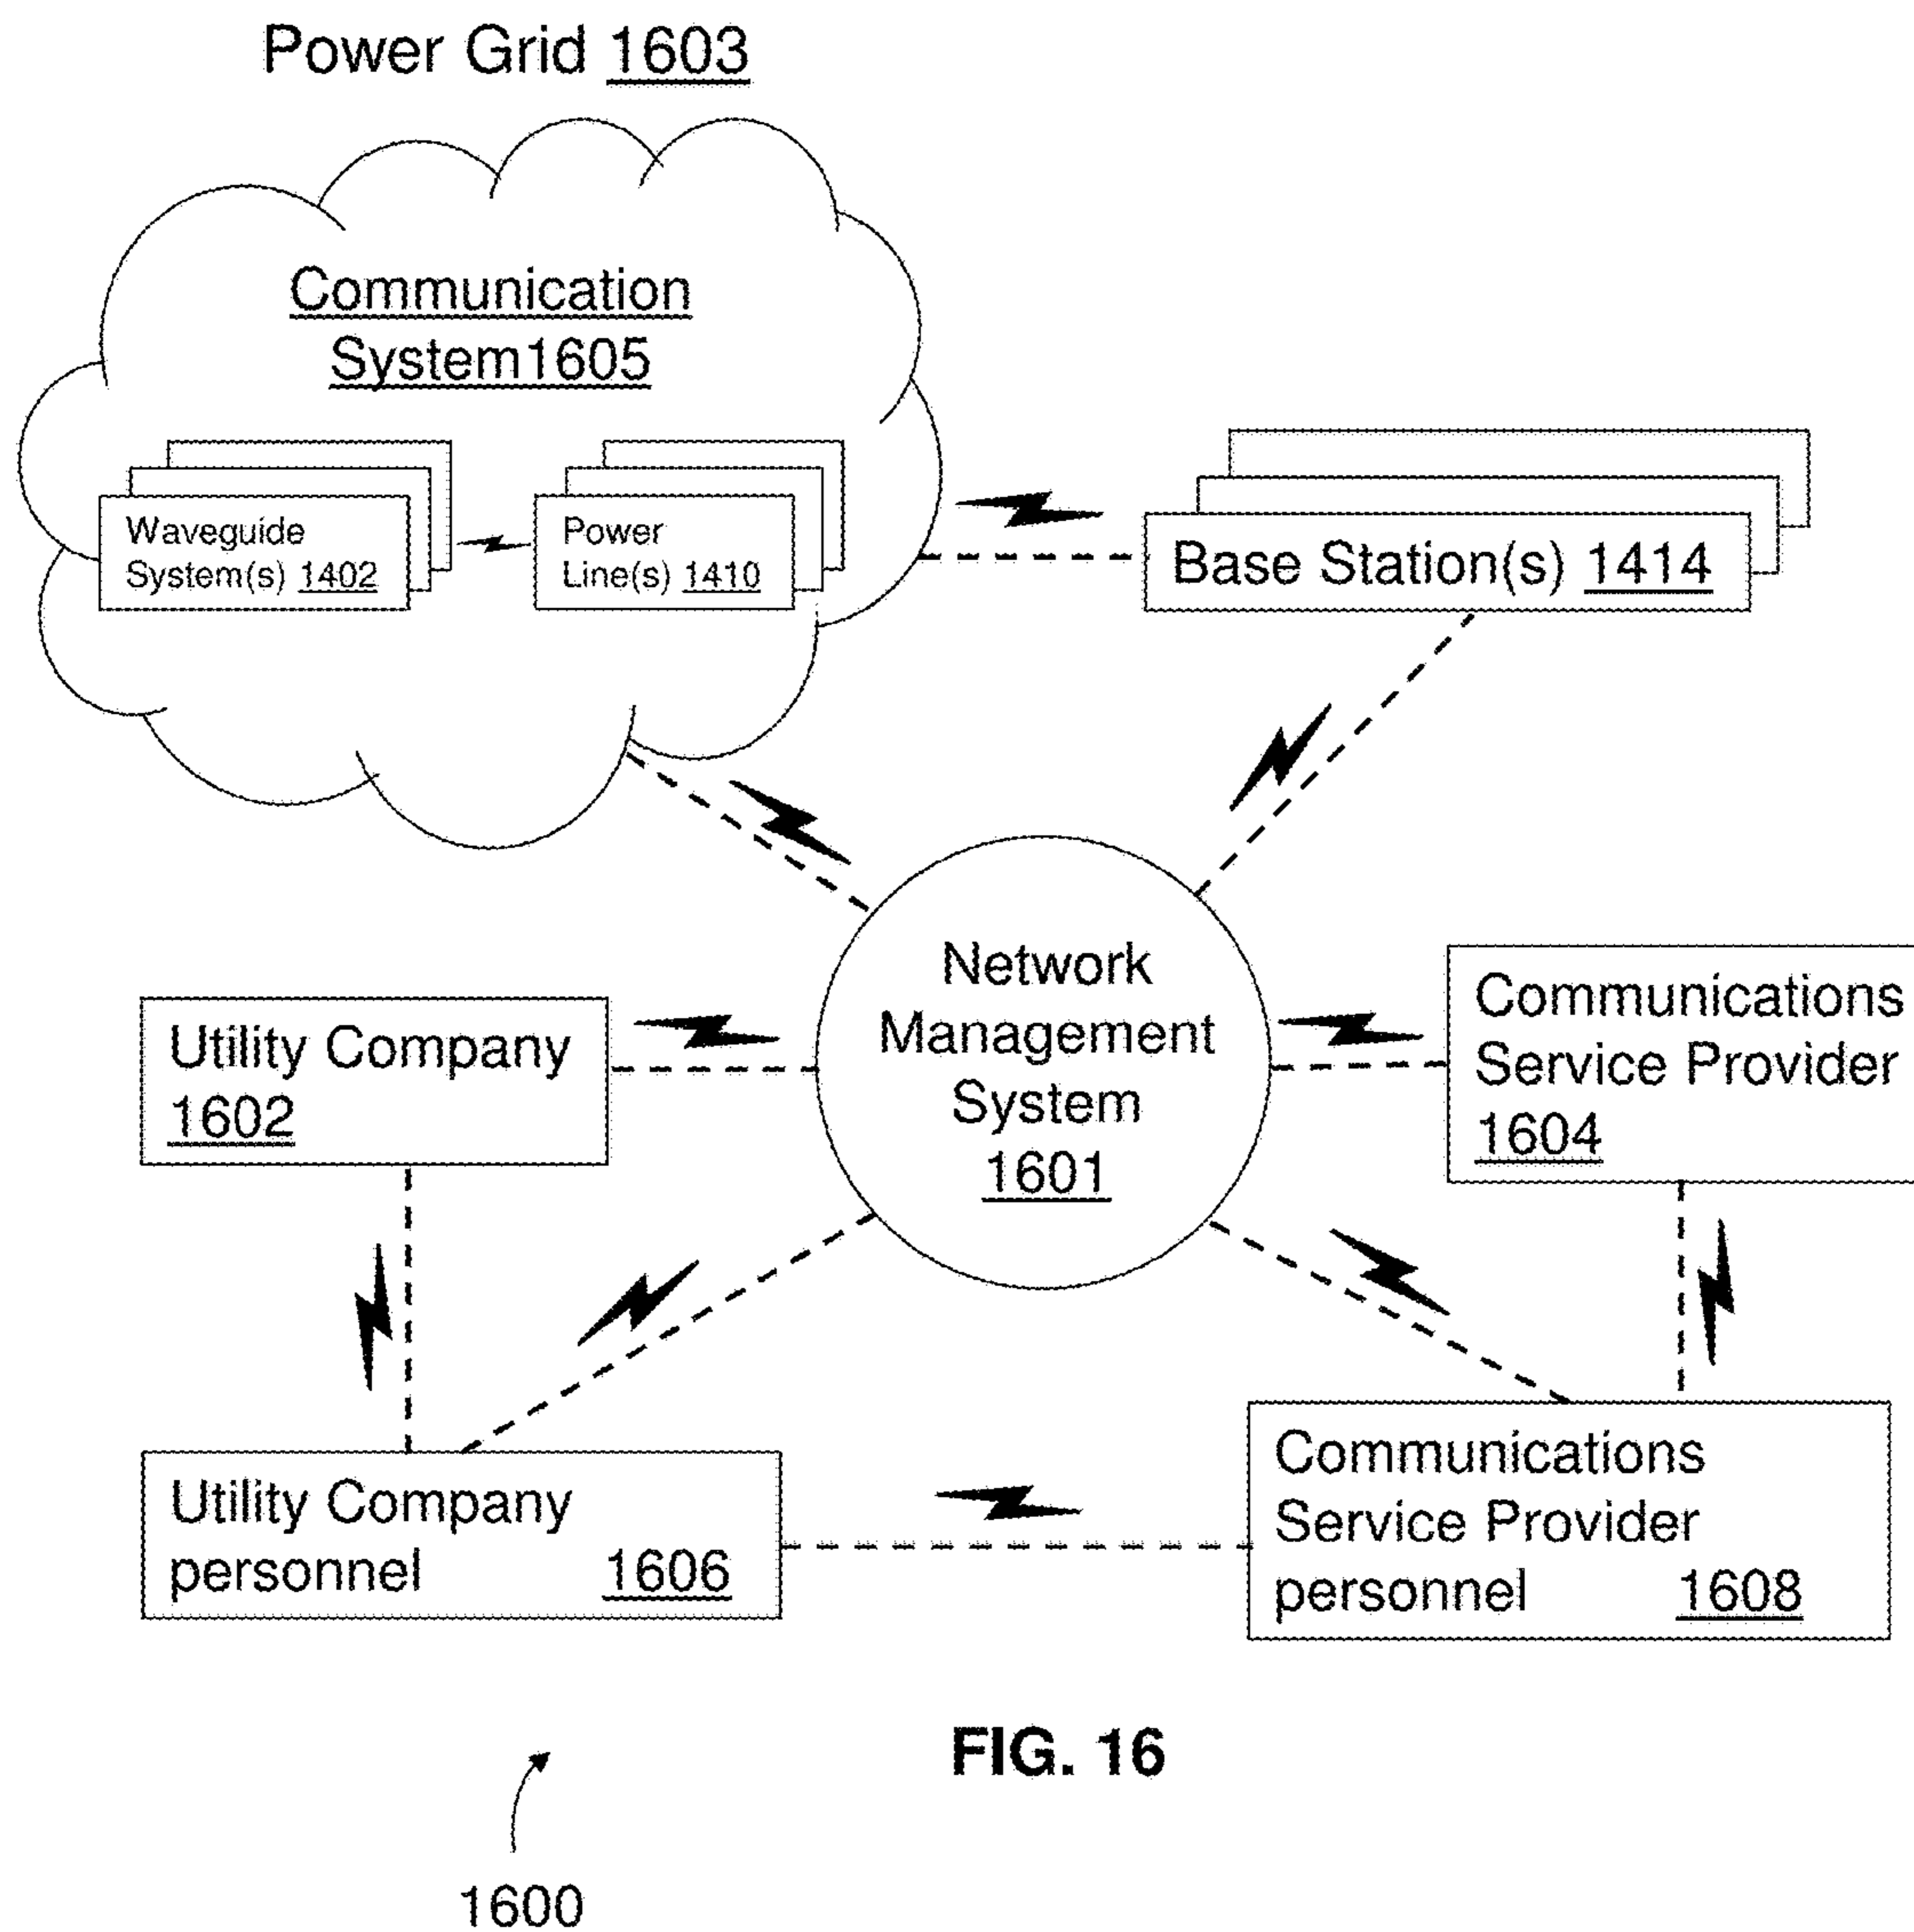 Power Grid 1603
Communication
System1605
Waveguide
System(s) 1402
Power
Line(s) 1410
Base Station(s) 1414
Network
Management
System
1601
Utility Company
1602
Communications
Service Provider
1604
Utility Company
personnel 1606
Communications
Service Provider
personnel 1608
FIG. 16
1600